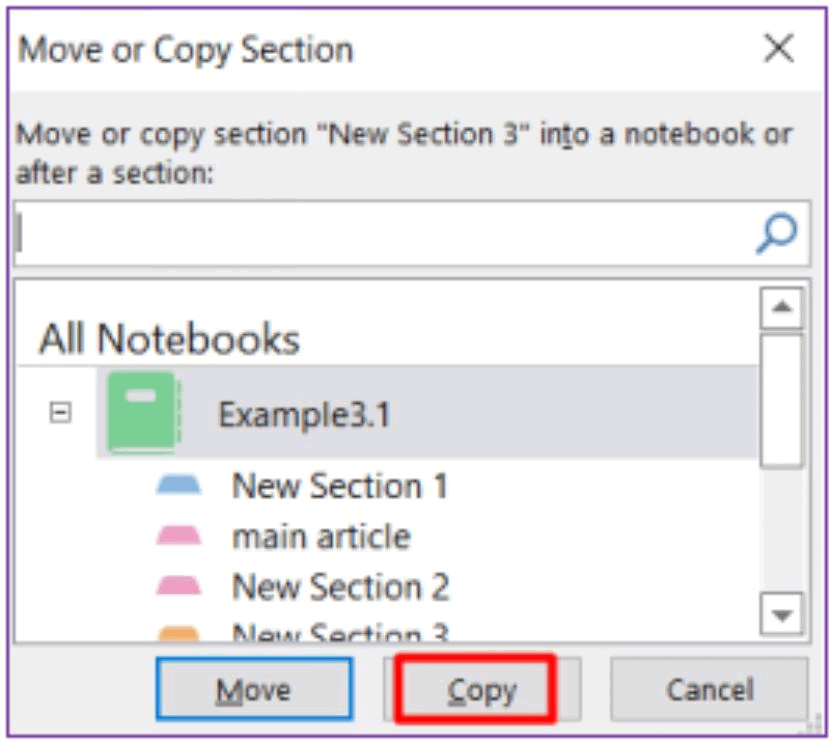 Move or Copy Section
Move or copy section "New Section 3" into a notebook or
after a section:
All Notebooks
Example3.1
New Section 1
main article
New Section 2
New Section 3
Move
Copy
Cancel